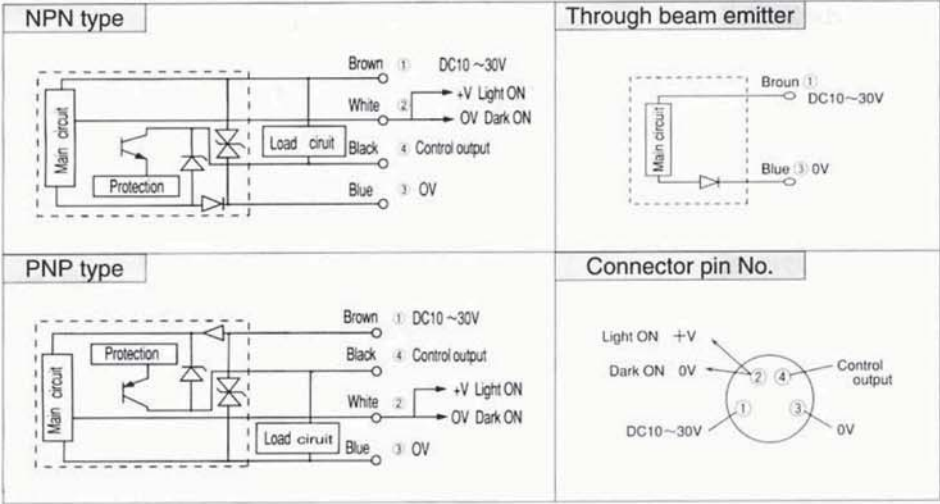 NPN type
Brown ① DC10 ~30V
White ② +V Light ON
0V Dark ON
Main circuit
Load ciruit
Black ④ Control output
Protection
Blue ③ 0V
Through beam emitter
Broun ①
DC10~30V
Main circuit
Blue ③ 0V
PNP type
Brown ① DC10 ~30V
Protection
Black ④ Control output
Main circuit
White ② +V Light ON
0V Dark ON
Load ciruit
Blue ③ 0V
Connector pin No.
Light ON +V
Dark ON 0V
② ④
Control
output
① ③
DC10~30V
0V